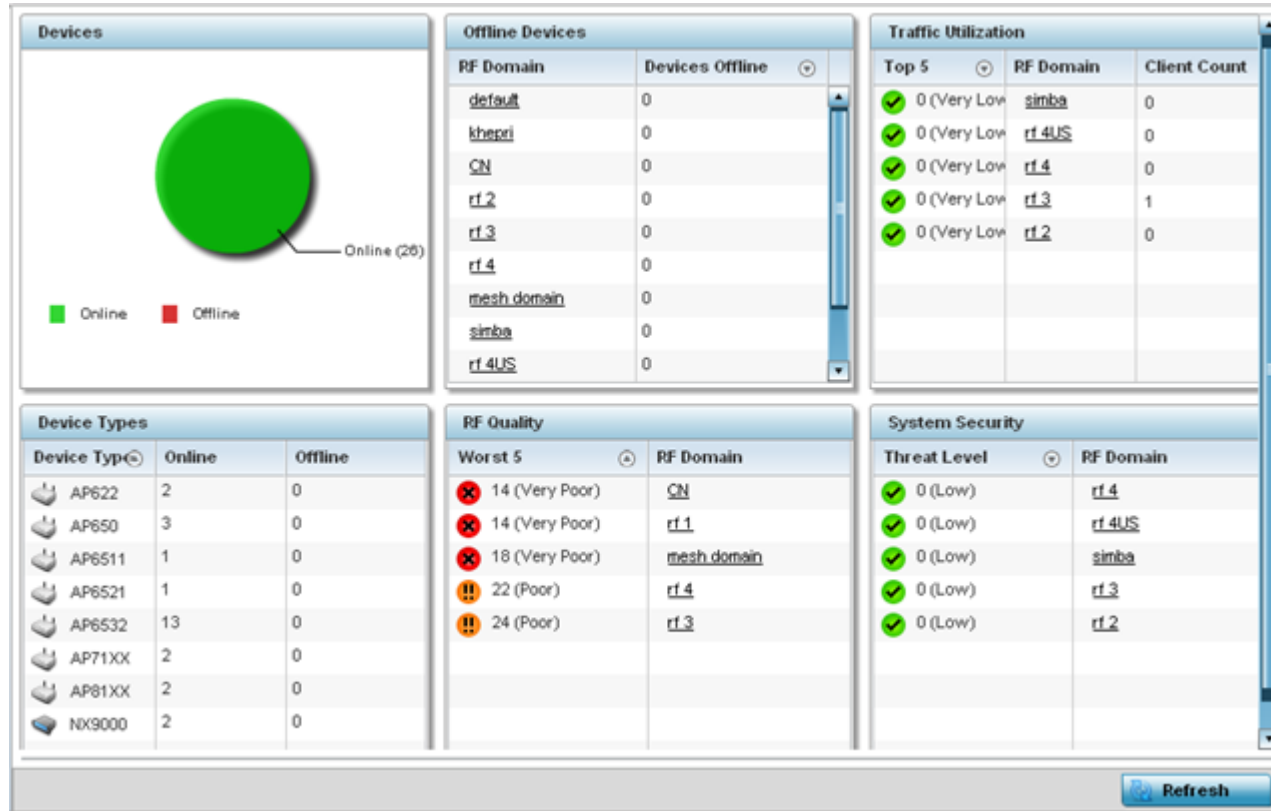 Devices
Online (26)
Online Offline
Offline Devices
RF Domain Devices Offline
default 0
khepri 0
CN 0
rf 2 0
rf 3 0
rf 4 0
mesh domain 0
simba 0
rf 4US 0
Traffic Utilization
Top 5 RF Domain Client Count
0 (Very Low simba 0
0 (Very Low rf 4US 0
0 (Very Low rf 4 0
0 (Very Low rf 3 1
0 (Very Low rf 2 0
Device Types
Device Type Online Offline
AP622 2 0
AP650 3 0
AP6511 1 0
AP6521 1 0
AP6532 13 0
AP71XX 2 0
AP81XX 2 0
NX9000 2 0
RF Quality
Worst 5 RF Domain
14 (Very Poor) CN
14 (Very Poor) rf 1
18 (Very Poor) mesh domain
22 (Poor) rf 4
24 (Poor) rf 3
System Security
Threat Level RF Domain
0 (Low) rf 4
0 (Low) rf 4US
0 (Low) simba
0 (Low) rf 3
0 (Low) rf 2
Refresh